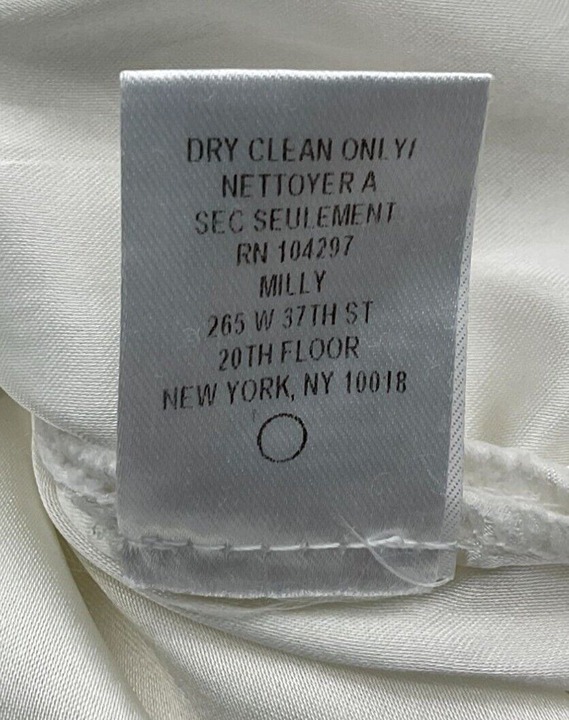 DRY CLEAN ONLY/
NETTOYER A
SEC SEULEMENT
RN 104297
MILLY
265 W 37TH ST
20TH FLOOR
NEW YORK, NY 10018